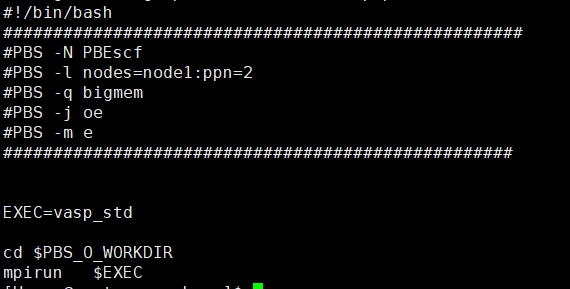 #!/bin/bash
####################################################
#PBS -N PBEscf
#PBS -l nodes=node1:ppn=2
#PBS -q bigmem
#PBS -j oe
#PBS -m e
###################################################
EXEC=vasp_std
cd $PBS_O_WORKDIR
mpirun   $EXEC